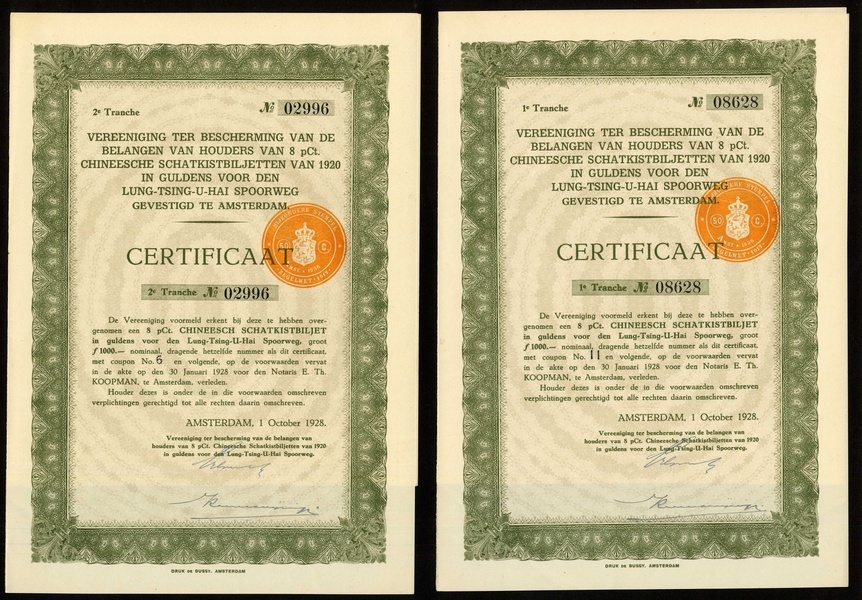 2e Tranche
№ 02996
VEREENIGING TER BESCHERMING VAN DE
BELANGEN VAN HOUDERS VAN 8 pCt.
CHINEESCHE SCHATKISTBILJETTEN VAN 1920
IN GULDENS VOOR DEN
LUNG-TSING-U-HAI SPOORWEG
GEVESTIGD TE AMSTERDAM.
50 C.
CERTIFICAAT
2e Tranche № 02996
De Vereeniging voormeld erkent bij deze te hebben over-
genomen een 8 pCt. CHINEESCH SCHATKISTBILJET
in guldens voor den Lung-Tsing-U-Hai Spoorweg, groot
ƒ 1000.— nominaal, dragende hetzelfde nummer als dit certificaat,
met coupon No. 6 en volgende, op de voorwaarden vervat
in de akte op den 30 Januari 1928 voor den Notaris E. Th.
KOOPMAN, te Amsterdam, verleden.
Houder dezes is onder de in die voorwaarden omschreven
verplichtingen gerechtigd tot alle rechten daarin omschreven.
AMSTERDAM, 1 October 1928.
Vereeniging ter bescherming van de belangen van
houders van 8 pCt. Chineesche Schatkistbiljetten van 1920
in guldens voor den Lung-Tsing-U-Hai Spoorweg.
DRUK DE BUSSY, AMSTERDAM
1e Tranche
№ 08628
VEREENIGING TER BESCHERMING VAN DE
BELANGEN VAN HOUDERS VAN 8 pCt.
CHINEESCHE SCHATKISTBILJETTEN VAN 1920
IN GULDENS VOOR DEN
LUNG-TSING-U-HAI SPOORWEG
GEVESTIGD TE AMSTERDAM.
50 C.
CERTIFICAAT
1e Tranche № 08628
De Vereeniging voormeld erkent bij deze te hebben over-
genomen een 8 pCt. CHINEESCH SCHATKISTBILJET
in guldens voor den Lung-Tsing-U-Hai Spoorweg, groot
ƒ 1000.— nominaal, dragende hetzelfde nummer als dit certificaat,
met coupon No. 11 en volgende, op de voorwaarden vervat
in de akte op den 30 Januari 1928 voor den Notaris E. Th.
KOOPMAN, te Amsterdam, verleden.
Houder dezes is onder de in die voorwaarden omschreven
verplichtingen gerechtigd tot alle rechten daarin omschreven.
AMSTERDAM, 1 October 1928.
Vereeniging ter bescherming van de belangen van
houders van 8 pCt. Chineesche Schatkistbiljetten van 1920
in guldens voor den Lung-Tsing-U-Hai Spoorweg.
DRUK DE BUSSY, AMSTERDAM